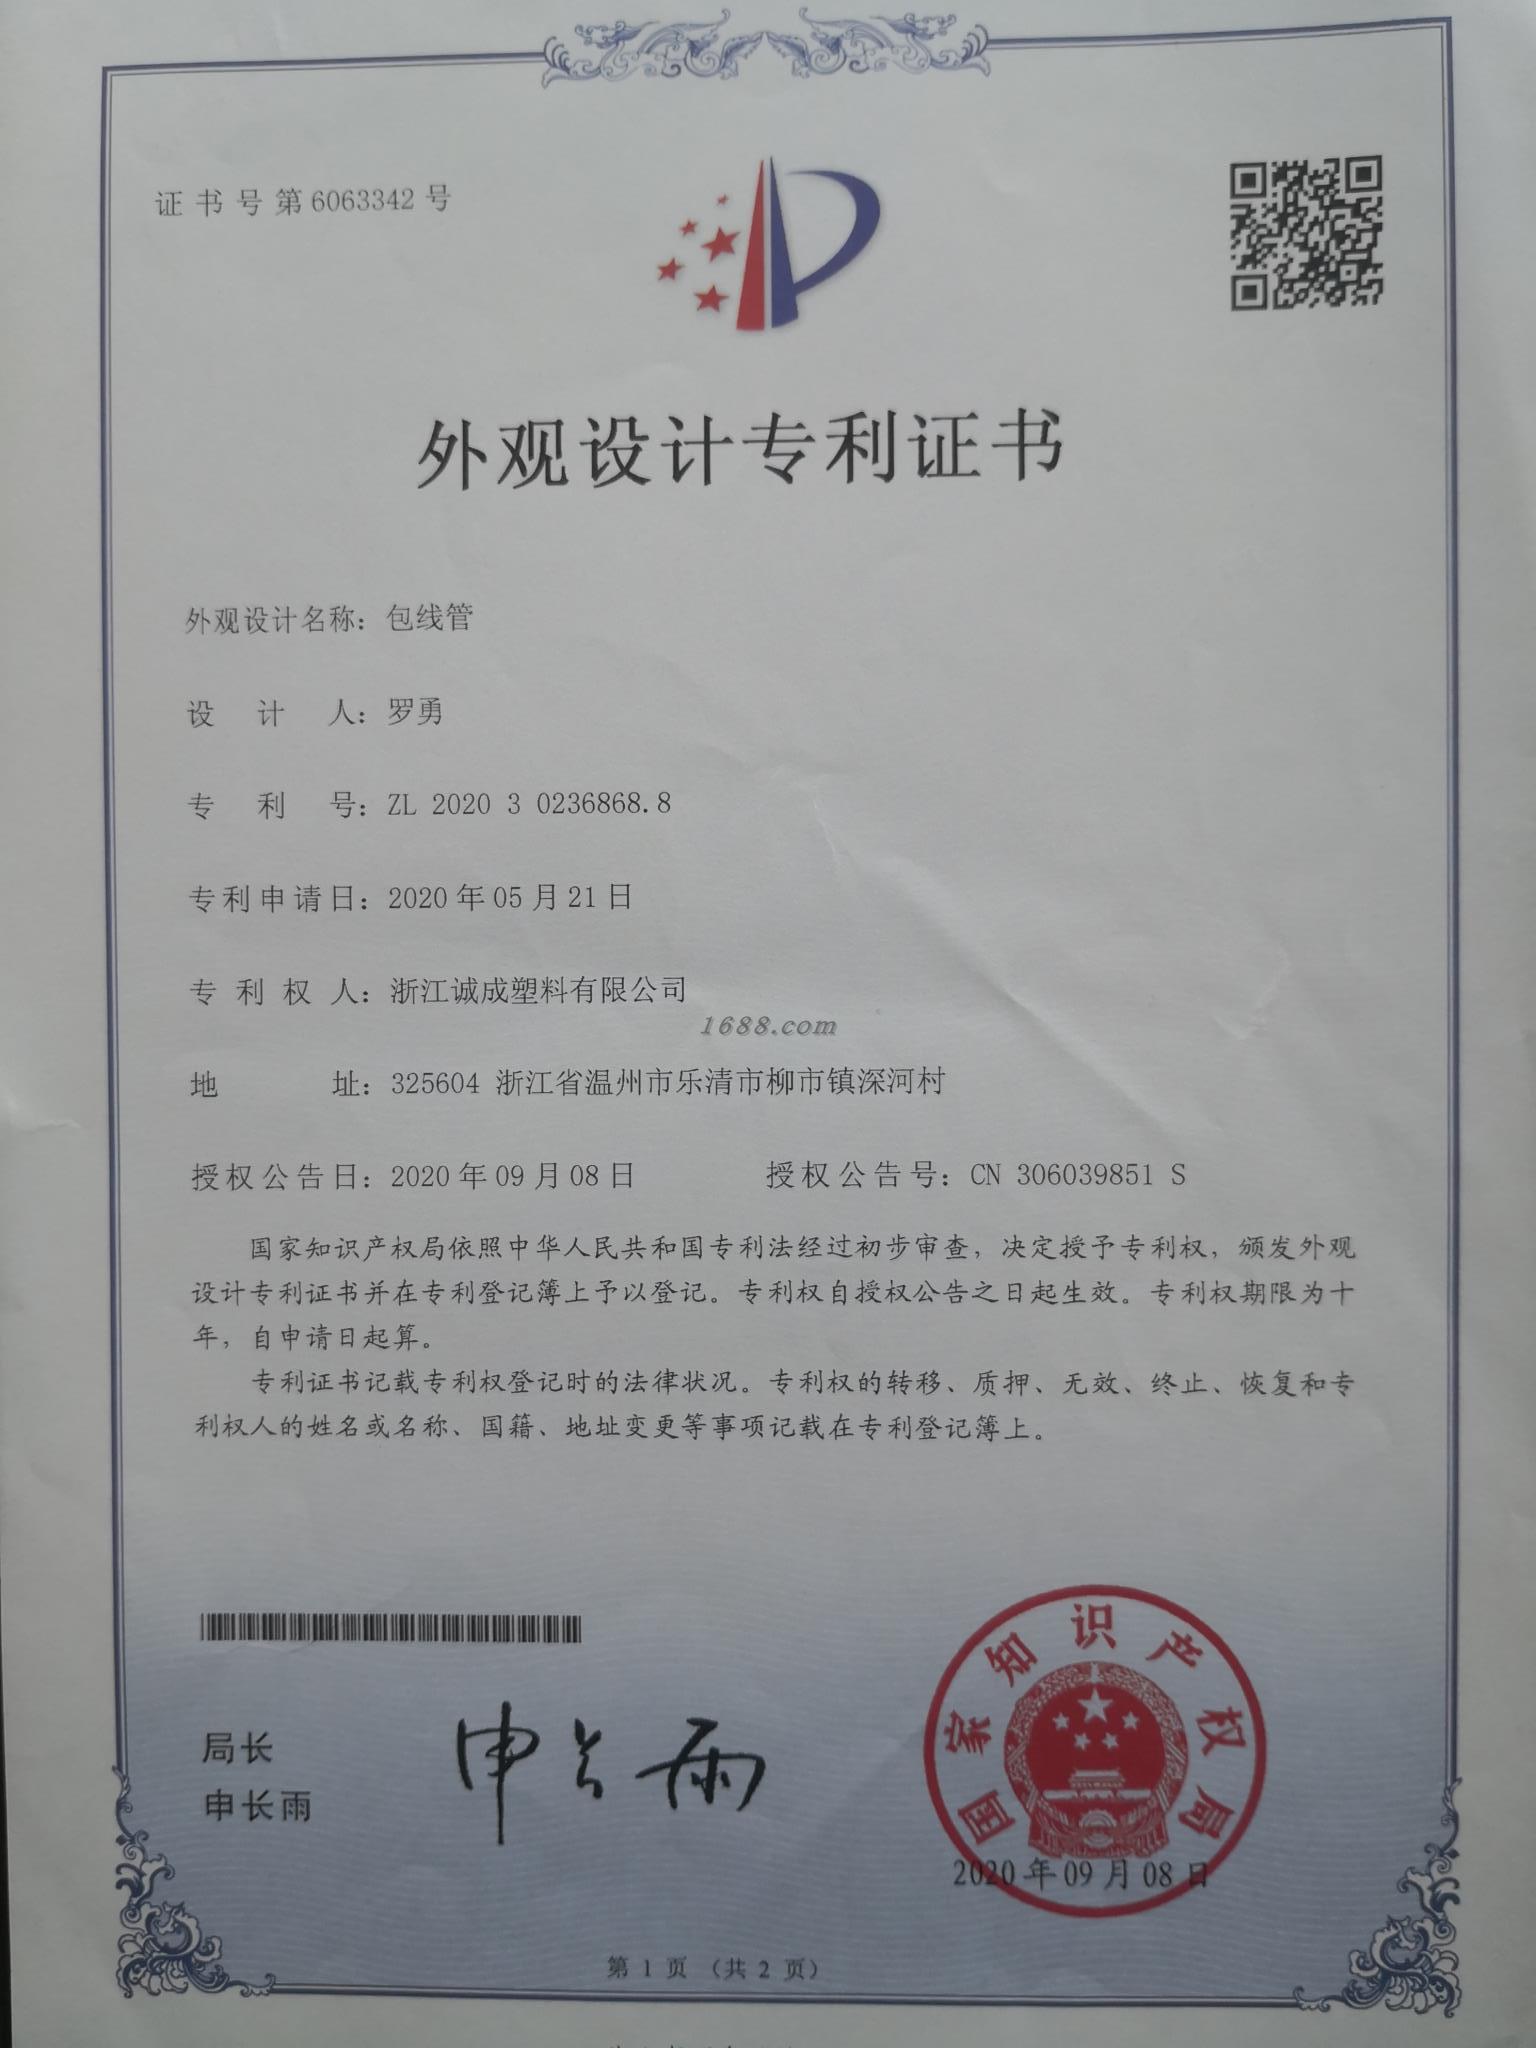 证书号第6063342号
外观设计专利证书
外观设计名称：包线管
设计人：罗勇
专利号：ZL 2020 3 0236868.8
专利申请日：2020年05月21日
专利权人：浙江诚成塑料有限公司
1688.com
地址：325604 浙江省温州市乐清市柳市镇深河村
授权公告日：2020年09月08日 授权公告号：CN 306039851 S
国家知识产权局依照中华人民共和国专利法经过初步审查，决定授予专利权，颁发外观
设计专利证书并在专利登记簿上予以登记。专利权自授权公告之日起生效。专利权期限为十
年，自申请日起算。
专利证书记载专利权登记时的法律状况。专利权的转移、质押、无效、终止、恢复和专
利权人的姓名或名称、国籍、地址变更等事项记载在专利登记簿上。
局长
申长雨
申长雨
国家知识产权局
2020年09月08日
第 1 页 （共 2 页）